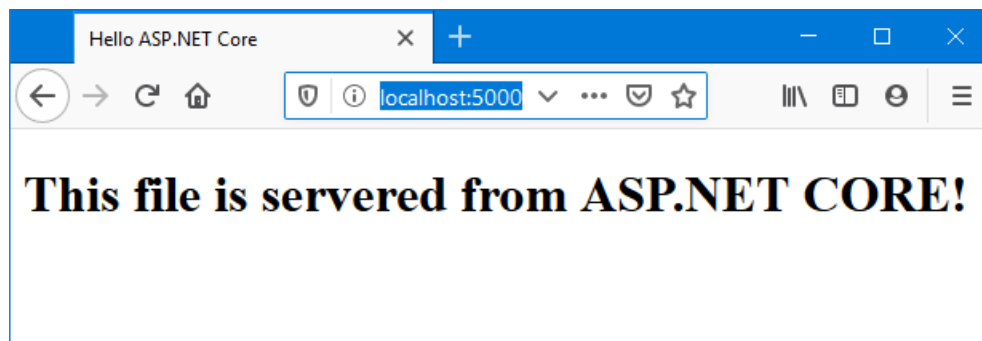 Hello ASP.NET Core
localhost:5000
This file is servered from ASP.NET CORE!